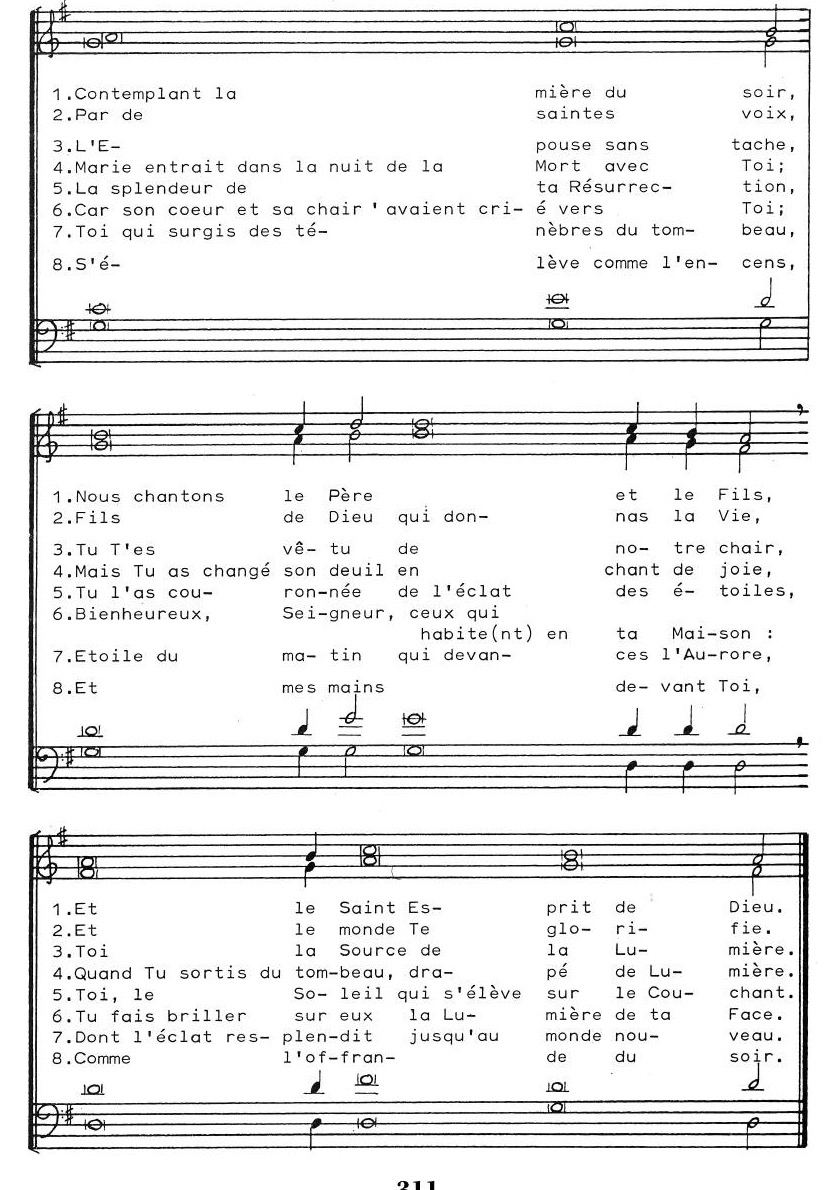 1.Contemplant la mière du soir,
2.Par de saintes voix,
3.L'E- pouse sans tache,
4.Marie entrait dans la nuit de la Mort avec Toi;
5.La splendeur de ta Résurrec- tion,
6.Car son coeur et sa chair ' avaient cri- é vers Toi;
7.Toi qui surgis des té- nèbres du tom- beau,
8.S'é- lève comme l'en- cens,
1.Nous chantons le Père et le Fils,
2.Fils de Dieu qui don- nas la Vie,
3.Tu T'es vê- tu de no- tre chair,
4.Mais Tu as changé son deuil en chant de joie,
5.Tu l'as cou- ron-née de l'éclat des é- toiles,
6.Bienheureux, Sei-gneur, ceux qui
habite(nt) en ta Mai-son :
7.Etoile du ma- tin qui devan- ces l'Au-rore,
8.Et mes mains de- vant Toi,
1.Et le Saint Es- prit de Dieu.
2.Et le monde Te glo- ri- fie.
3.Toi la Source de la Lu- mière.
4.Quand Tu sortis du tom-beau, dra- pé de Lu- mière.
5.Toi, le So- leil qui s'élève sur le Cou- chant.
6.Tu fais briller sur eux la Lu- mière de ta Face.
7.Dont l'éclat res- plen-dit jusqu'au monde nou- veau.
8.Comme l'of-fran- de du soir.
311